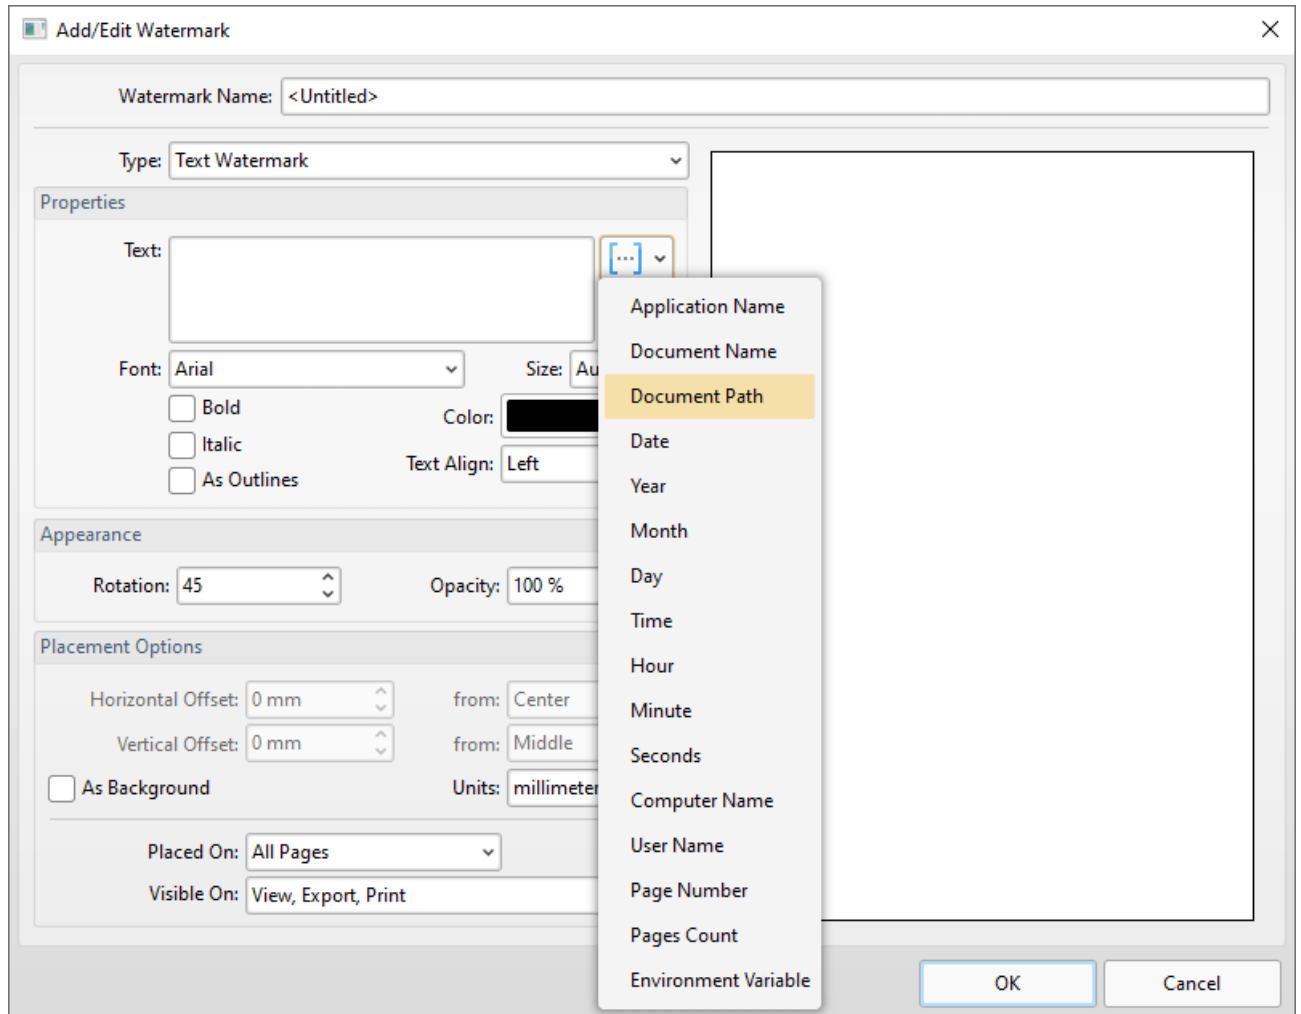 Add/Edit Watermark
Watermark Name: <Untitled>
Type: Text Watermark
Properties
Text:
[...]
Font: Arial
Size: Au
Bold
Color:
Italic
Text Align: Left
As Outlines
Appearance
Rotation: 45
Opacity: 100 %
Placement Options
Horizontal Offset: 0 mm
from: Center
Vertical Offset: 0 mm
from: Middle
As Background
Units: millimeter
Placed On: All Pages
Visible On: View, Export, Print
Application Name
Document Name
Document Path
Date
Year
Month
Day
Time
Hour
Minute
Seconds
Computer Name
User Name
Page Number
Pages Count
Environment Variable
OK
Cancel